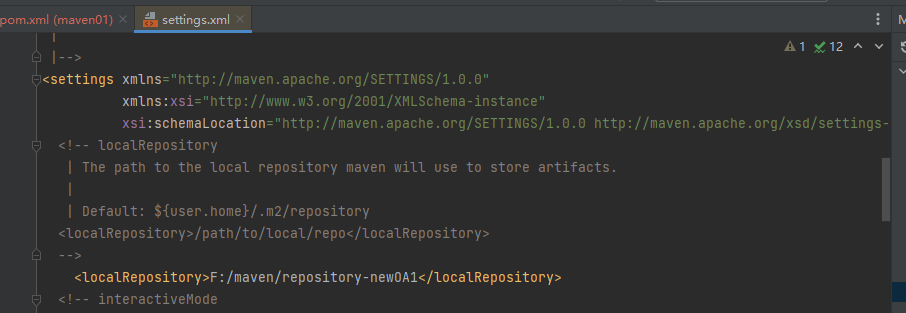 pom.xml (maven01)
settings.xml
1
12
|
|-->
<settings xmlns="http://maven.apache.org/SETTINGS/1.0.0"
xmlns:xsi="http://www.w3.org/2001/XMLSchema-instance"
xsi:schemaLocation="http://maven.apache.org/SETTINGS/1.0.0 http://maven.apache.org/xsd/settings-
<!-- localRepository
| The path to the local repository maven will use to store artifacts.
|
| Default: ${user.home}/.m2/repository
<localRepository>/path/to/local/repo</localRepository>
-->
<localRepository>F:/maven/repository-newOA1</localRepository>
<!-- interactiveMode